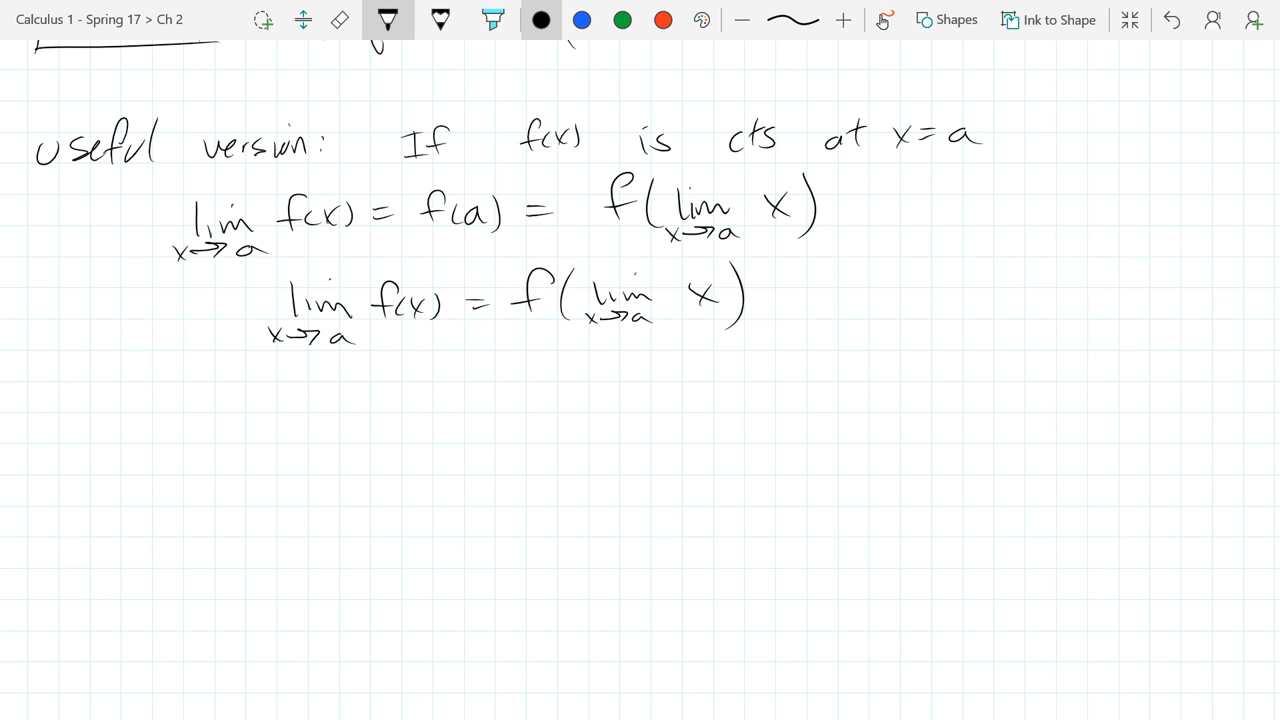 Calculus 1 - Spring 17 > Ch 2
Shapes
Ink to Shape
Useful version: If f(x) is cts at x = a
lim f(x) = f(a) = f(lim x)
x→a x→a
lim f(x) = f(lim x)
x→a x→a